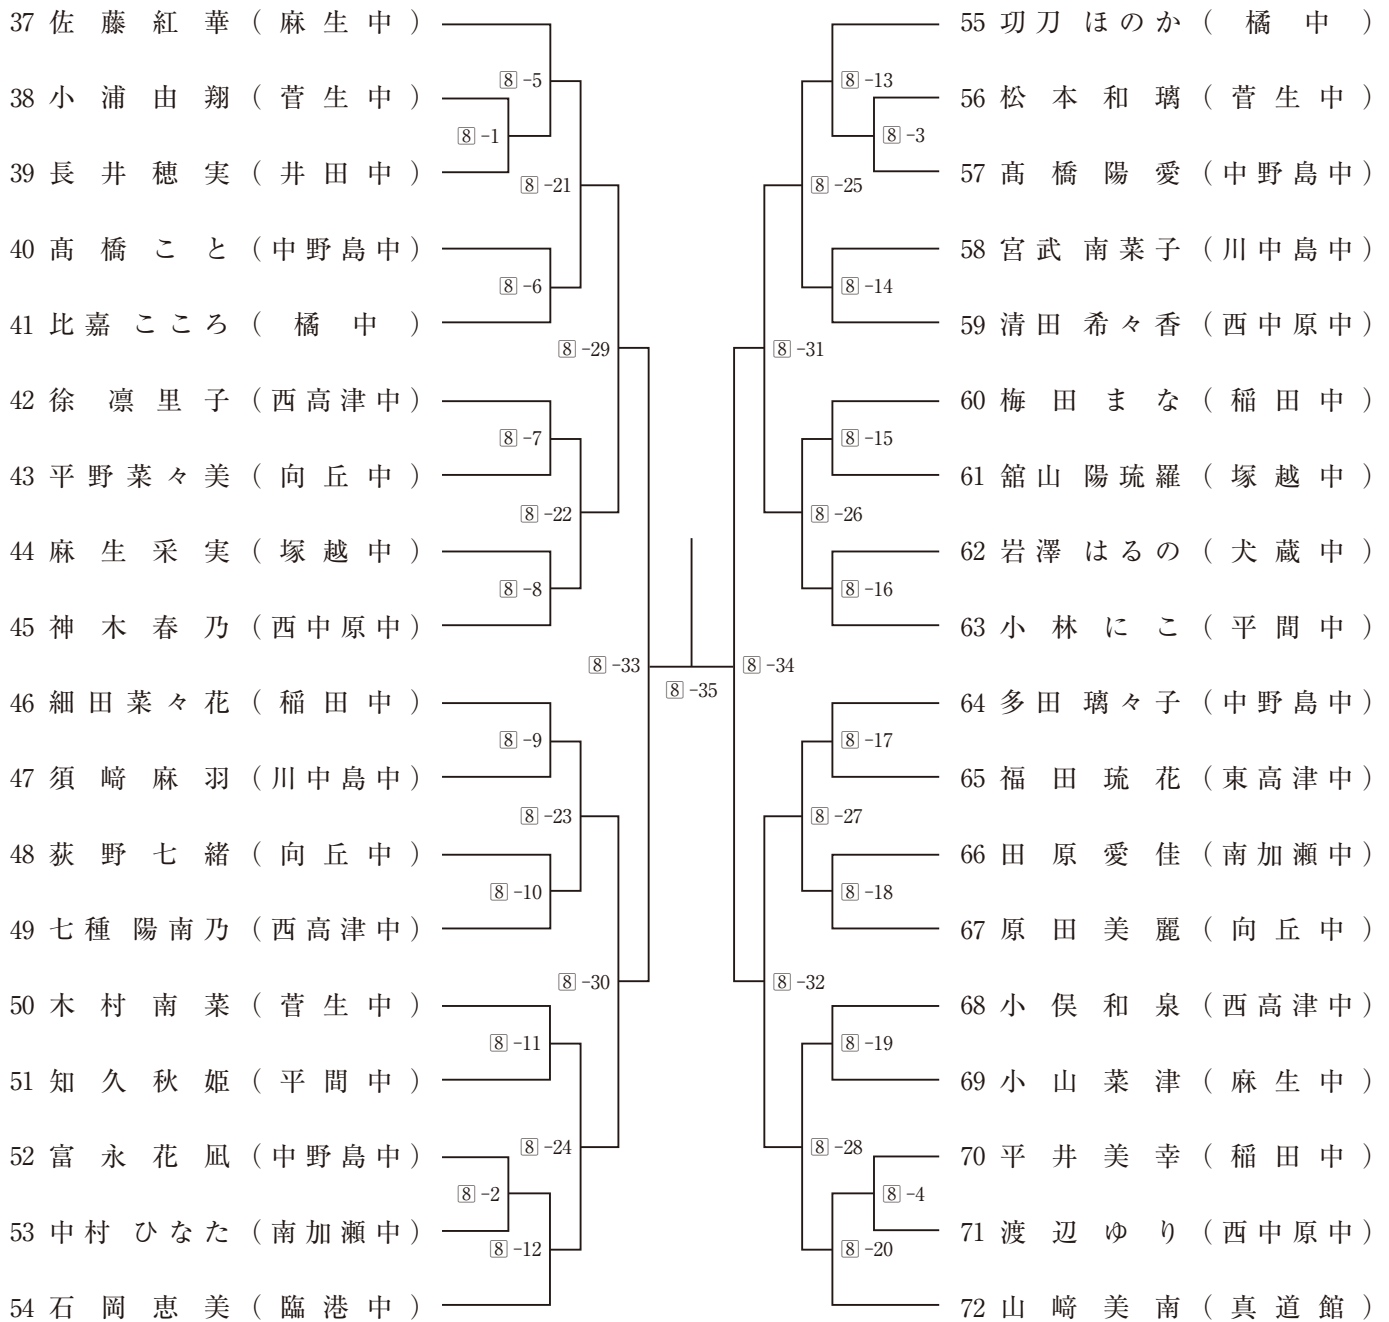 37 佐藤紅華（麻生中）
38 小浦由翔（菅生中）
39 長井穂実（井田中）
40 髙橋こと（中野島中）
41 比嘉こころ（橘中）
42 徐凛里子（西高津中）
43 平野菜々美（向丘中）
44 麻生采実（塚越中）
45 神木春乃（西中原中）
46 細田菜々花（稲田中）
47 須﨑麻羽（川中島中）
48 荻野七緒（向丘中）
49 七種陽南乃（西高津中）
50 木村南菜（菅生中）
51 知久秋姫（平間中）
52 富永花凪（中野島中）
53 中村ひなた（南加瀬中）
54 石岡恵美（臨港中）
8-5
8-1
8-21
8-6
8-29
8-7
8-22
8-8
8-33
8-9
8-23
8-10
8-30
8-11
8-24
8-2
8-12
8-35
8-13
8-3
8-25
8-14
8-31
8-15
8-26
8-16
8-34
8-17
8-27
8-18
8-32
8-19
8-28
8-4
8-20
55 功刀ほのか（橘中）
56 松本和璃（菅生中）
57 髙橋陽愛（中野島中）
58 宮武南菜子（川中島中）
59 清田希々香（西中原中）
60 梅田まな（稲田中）
61 舘山陽琉羅（塚越中）
62 岩澤はるの（犬蔵中）
63 小林にこ（平間中）
64 多田璃々子（中野島中）
65 福田琉花（東高津中）
66 田原愛佳（南加瀬中）
67 原田美麗（向丘中）
68 小俣和泉（西高津中）
69 小山菜津（麻生中）
70 平井美幸（稲田中）
71 渡辺ゆり（西中原中）
72 山﨑美南（真道館）